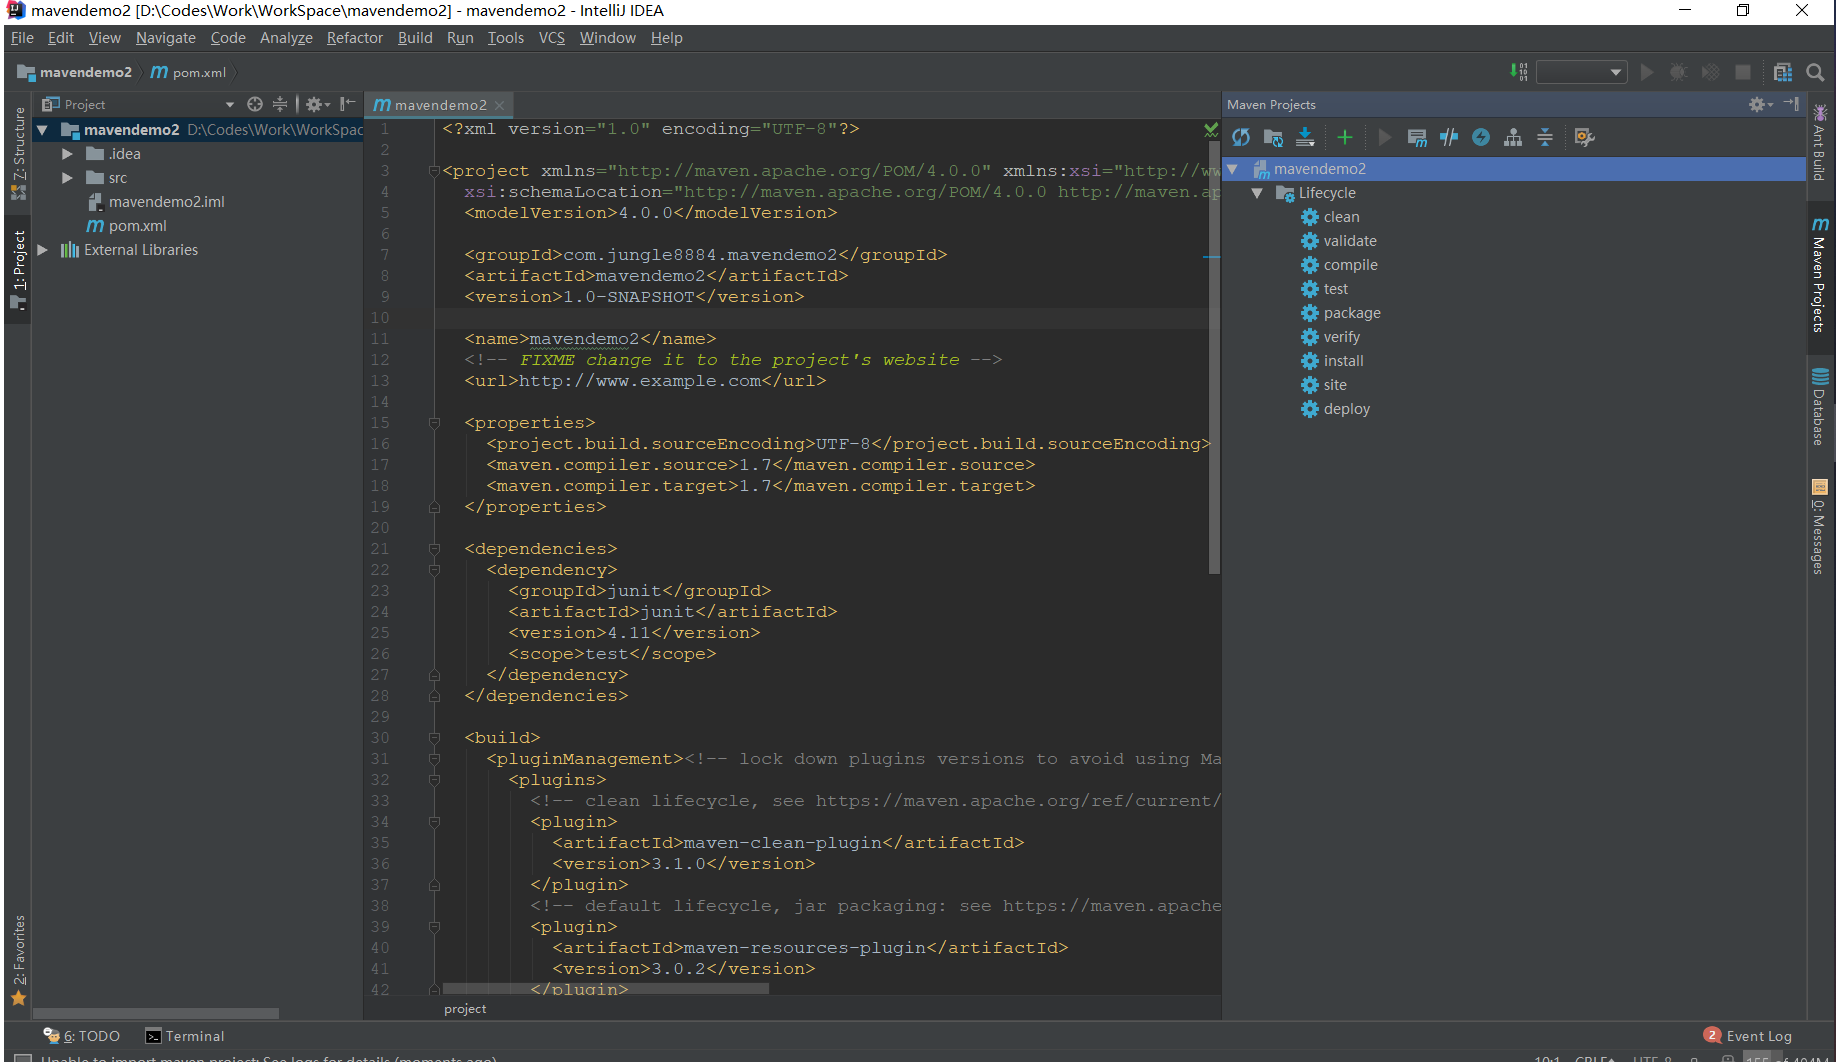 mavendemo2 [D:\Codes\Work\WorkSpace\mavendemo2] - mavendemo2 - IntelliJ IDEA
File Edit View Navigate Code Analyze Refactor Build Run Tools VCS Window Help
mavendemo2 pom.xml
Project
mavendemo2 D:\Codes\Work\WorkSpac
.idea
src
mavendemo2.iml
pom.xml
External Libraries
Z: Structure
1: Project
2: Favorites
mavendemo2
1 <?xml version="1.0" encoding="UTF-8"?>
2
3 <project xmlns="http://maven.apache.org/POM/4.0.0" xmlns:xsi="http://ww
4 xsi:schemaLocation="http://maven.apache.org/POM/4.0.0 http://maven.ap
5 <modelVersion>4.0.0</modelVersion>
6
7 <groupId>com.jungle8884.mavendemo2</groupId>
8 <artifactId>mavendemo2</artifactId>
9 <version>1.0-SNAPSHOT</version>
10
11 <name>mavendemo2</name>
12 <!-- FIXME change it to the project's website -->
13 <url>http://www.example.com</url>
14
15 <properties>
16 <project.build.sourceEncoding>UTF-8</project.build.sourceEncoding>
17 <maven.compiler.source>1.7</maven.compiler.source>
18 <maven.compiler.target>1.7</maven.compiler.target>
19 </properties>
20
21 <dependencies>
22 <dependency>
23 <groupId>junit</groupId>
24 <artifactId>junit</artifactId>
25 <version>4.11</version>
26 <scope>test</scope>
27 </dependency>
28 </dependencies>
29
30 <build>
31 <pluginManagement><!-- lock down plugins versions to avoid using Ma
32 <plugins>
33 <!-- clean lifecycle, see https://maven.apache.org/ref/current/
34 <plugin>
35 <artifactId>maven-clean-plugin</artifactId>
36 <version>3.1.0</version>
37 </plugin>
38 <!-- default lifecycle, jar packaging: see https://maven.apache
39 <plugin>
40 <artifactId>maven-resources-plugin</artifactId>
41 <version>3.0.2</version>
42 </plugin>
project
Maven Projects
mavendemo2
Lifecycle
clean
validate
compile
test
package
verify
install
site
deploy
Ant Build
Maven Projects
Database
0: Messages
6: TODO Terminal
2 Event Log
Unable to import maven project: See logs for details (moments ago)
10:1 CRLF UTF-8